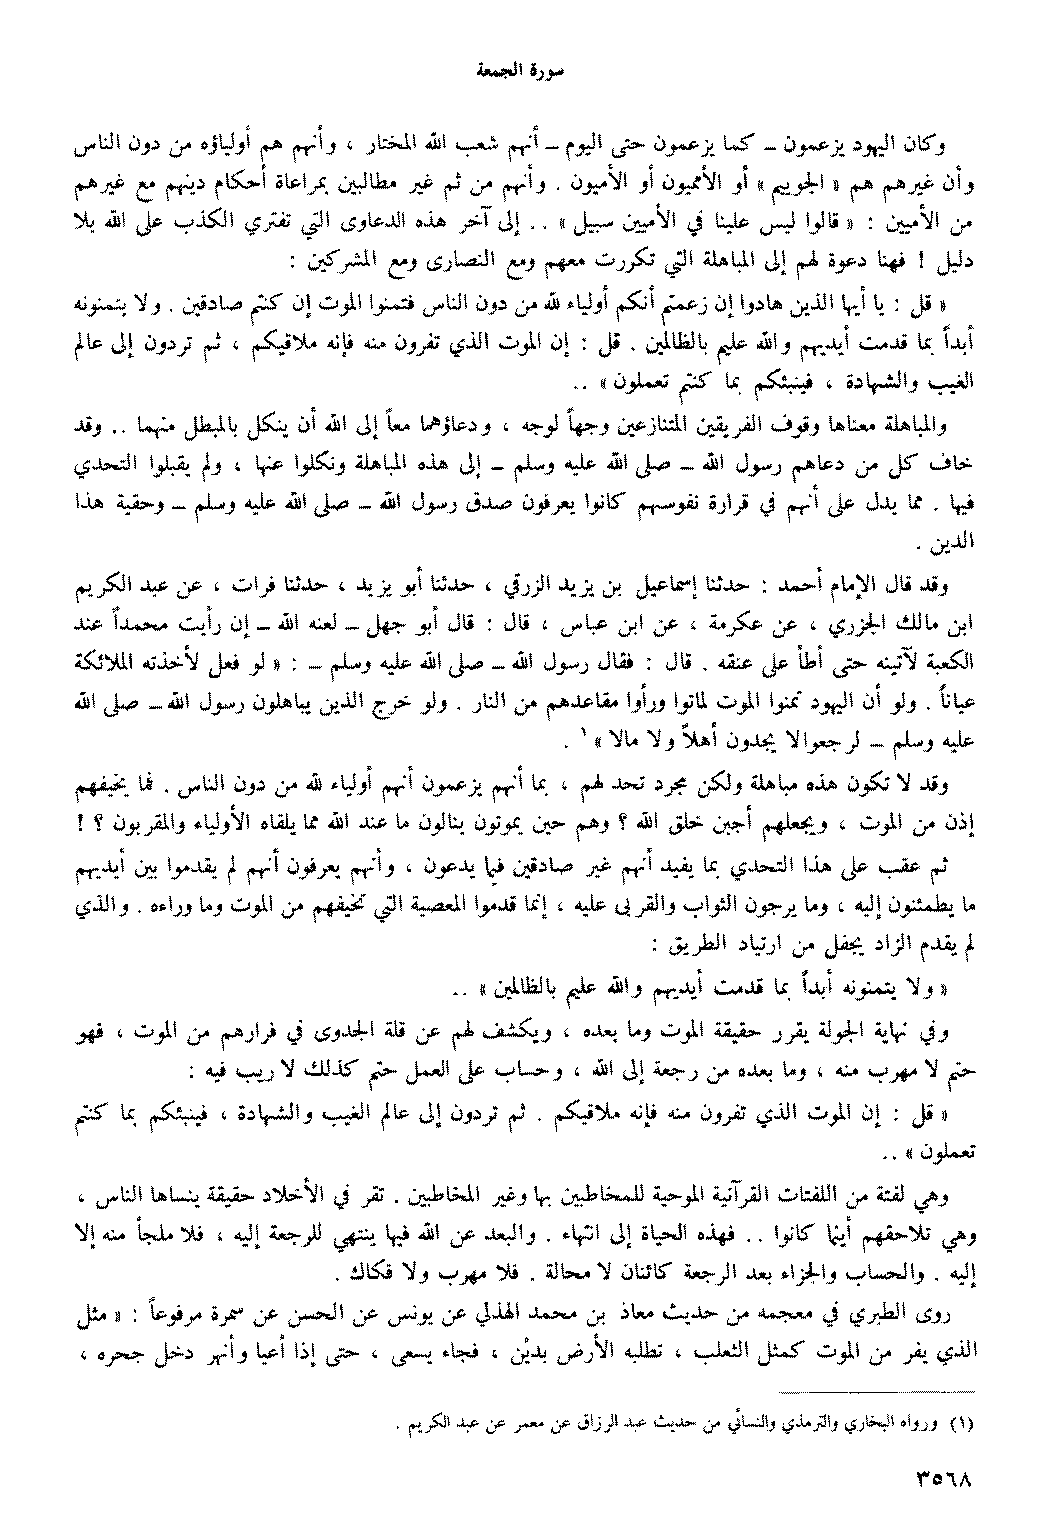 سورة الجمعة
وكان اليهود يزعمون – كما يزعمون حتى اليوم – أنهم شعب الله المختار ، وأنهم هم أولياؤه من دون الناس
وأن غيرهم هم « الجوييم » أو الأمميون أو الأميون . وأنهم من ثم غير مطالبين بمراعاة أحكام دينهم مع غيرهم
من الأميين : « قالوا ليس علينا في الأميين سبيل » .. إلى آخر هذه الدعاوى التي تفتري الكذب على الله بلا
دليل ! فهنا دعوة لهم إلى المباهلة التي تكررت معهم ومع النصارى ومع المشركين :
« قل : يا أيها الذين هادوا إن زعمتم أنكم أولياء لله من دون الناس فتمنوا الموت إن كنتم صادقين . ولا يتمنونه
أبداً بما قدمت أيديهم والله عليم بالظالمين . قل : إن الموت الذي تفرون منه فإنه ملاقيكم ، ثم تردون إلى عالم
الغيب والشهادة ، فينبئكم بما كنتم تعملون » ..
والمباهلة معناها وقوف الفريقين المتنازعين وجهاً لوجه ، ودعاؤهما معاً إلى الله أن ينكل بالمبطل منهما .. وقد
خاف كل من دعاهم رسول الله – صلى الله عليه وسلم – إلى هذه المباهلة ونكلوا عنها ، ولم يقبلوا التحدي
فيها . مما يدل على أنهم في قرارة نفوسهم كانوا يعرفون صدق رسول الله – صلى الله عليه وسلم – وحقية هذا
الدين .
وقد قال الإمام أحمد : حدثنا إسماعيل بن يزيد الزرقي ، حدثنا أبو يزيد ، حدثنا فرات ، عن عبد الكريم
ابن مالك الجزري ، عن عكرمة ، عن ابن عباس ، قال : قال أبو جهل – لعنه الله – إن رأيت محمداً عند
الكعبة لآتينه حتى أطأ على عنقه . قال : فقال رسول الله – صلى الله عليه وسلم – : « لو فعل لأخذته الملائكة
عياناً . ولو أن اليهود تمنوا الموت لماتوا ورأوا مقاعدهم من النار . ولو خرج الذين يباهلون رسول الله – صلى الله
عليه وسلم – لرجعوا لا يجدون أهلاً ولا مالا » ١ .
وقد لا تكون هذه مباهلة ولكن مجرد تحد لهم ، بما أنهم يزعمون أنهم أولياء لله من دون الناس . فما يخيفهم
إذن من الموت ، ويجعلهم أجبن خلق الله ؟ وهم حين يموتون ينالون ما عند الله مما يلقاه الأولياء والمقربون ؟ !
ثم عقب على هذا التحدي بما يفيد أنهم غير صادقين فيما يدعون ، وأنهم يعرفون أنهم لم يقدموا بين أيديهم
ما يطمئنون إليه ، وما يرجون الثواب والقربى عليه ، إنما قدموا المعصية التي تخيفهم من الموت وما وراءه . والذي
لم يقدم الزاد يجفل من ارتياد الطريق :
« ولا يتمنونه أبداً بما قدمت أيديهم والله عليم بالظالمين » ..
وفي نهاية الجولة يقرر حقيقة الموت وما بعده ، ويكشف لهم عن قلة الجدوى في فرارهم من الموت ، فهو
حتم لا مهرب منه ، وما بعده من رجعة إلى الله ، وحساب على العمل حتم كذلك لا ريب فيه :
« قل : إن الموت الذي تفرون منه فإنه ملاقيكم . ثم تردون إلى عالم الغيب والشهادة ، فينبئكم بما كنتم
تعملون » ..
وهي لفتة من اللفتات القرآنية الموحية للمخاطبين بها وغير المخاطبين . تقر في الأخلاد حقيقة ينساها الناس ،
وهي تلاحقهم أينما كانوا .. فهذه الحياة إلى انتهاء . والبعد عن الله فيها ينتهي للرجعة إليه ، فلا ملجأ منه إلا
إليه . والحساب والجزاء بعد الرجعة كائنان لا محالة . فلا مهرب ولا فكاك .
روى الطبري في معجمه من حديث معاذ بن محمد الهذلي عن يونس عن الحسن عن سمرة مرفوعاً : « مثل
الذي يفر من الموت كمثل الثعلب ، تطلبه الأرض بديْن ، فجاء يسعى ، حتى إذا أعيا وأنهر دخل جحره ،
(١) ورواه البخاري والترمذي والنسائي من حديث عبد الرزاق عن معمر عن عبد الكريم .
٣٥٦٨